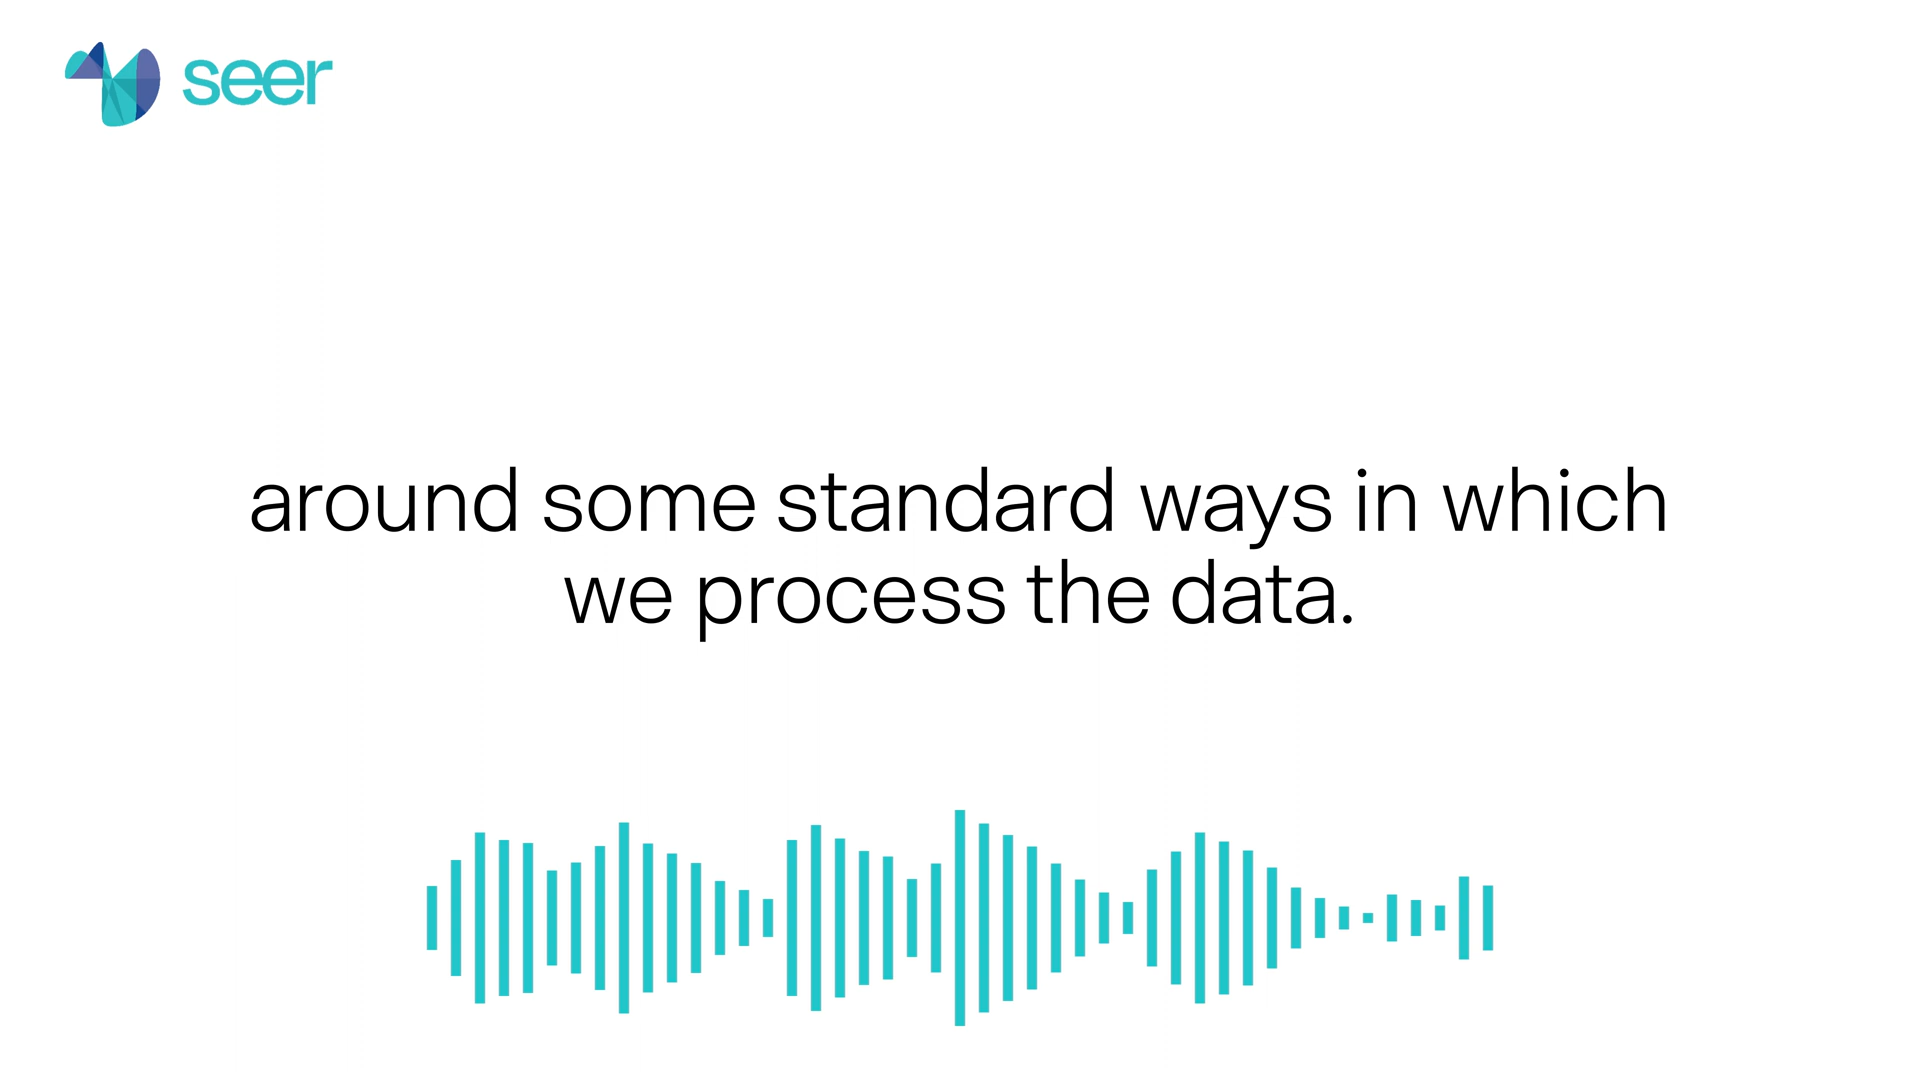 seer
around some standard ways in which
we process the data.